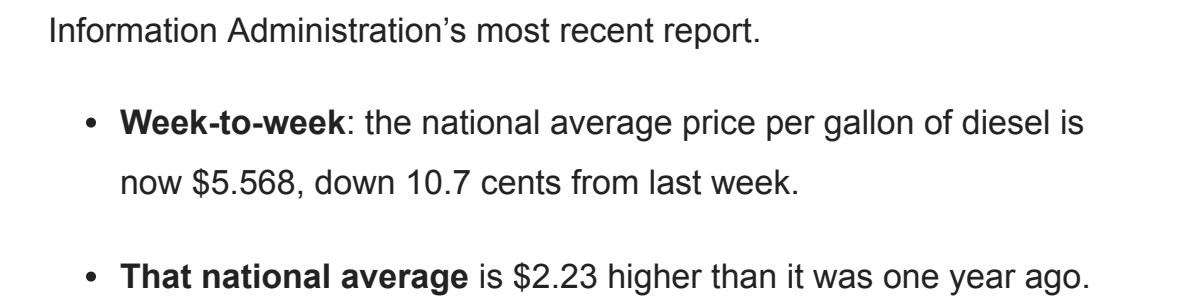 Information Administration’s most recent report.
• Week-to-week: the national average price per gallon of diesel is
now $5.568, down 10.7 cents from last week.
• That national average is $2.23 higher than it was one year ago.